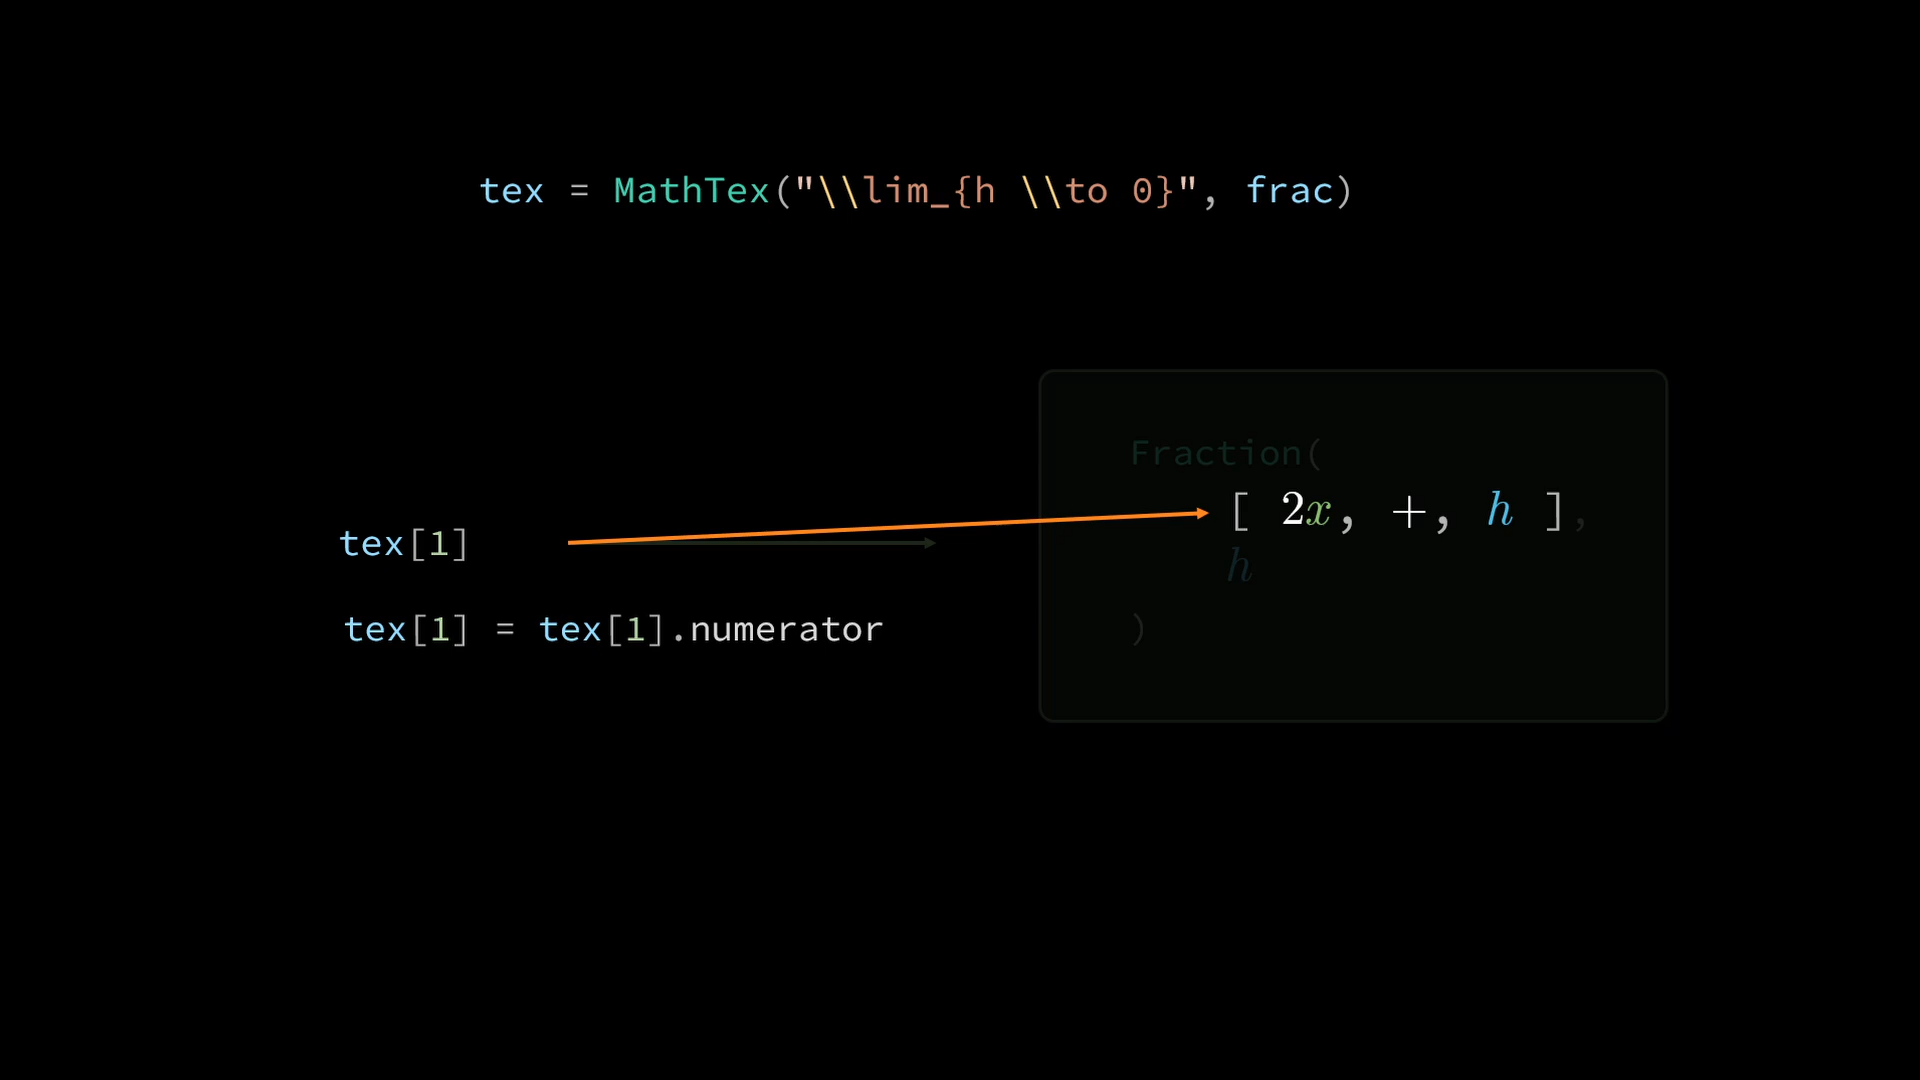 tex = MathTex("\\lim_{h \\to 0}", frac)
Fraction(
[ 2x, +, h ],
tex[1]
h
tex[1] = tex[1].numerator
)